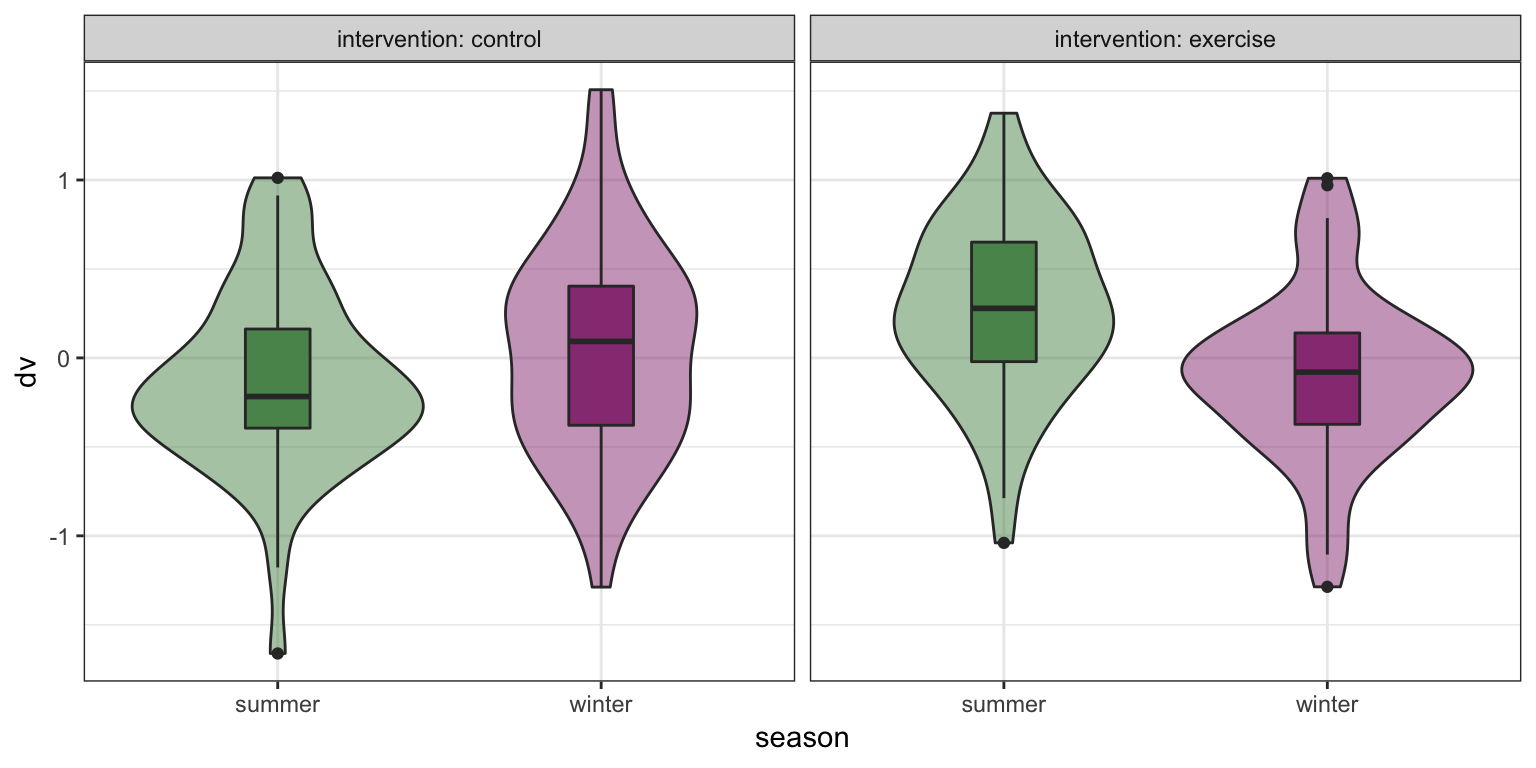 intervention: control
intervention: exercise
dv
1
0
-1
summer
winter
summer
winter
season